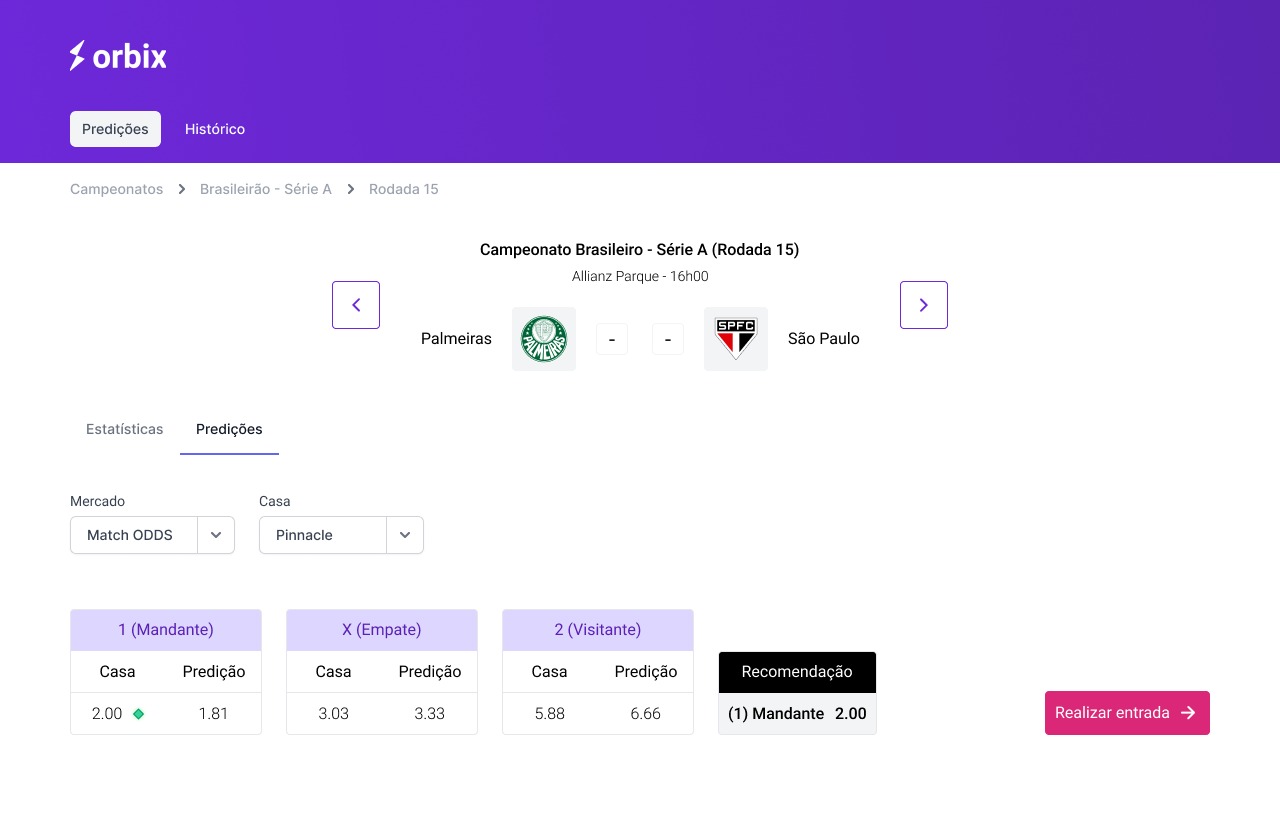 orbix
Predições Histórico
Campeonatos Brasileirão - Série A Rodada 15
Campeonato Brasileiro - Série A (Rodada 15)
Allianz Parque - 16h00
Palmeiras PALMEIRAS - - SPFC São Paulo
Estatísticas Predições
Mercado Casa
Match ODDS Pinnacle
1 (Mandante) X (Empate) 2 (Visitante)
Casa Predição Casa Predição Casa Predição Recomendação
2.00 1.81 3.03 3.33 5.88 6.66 (1) Mandante 2.00 Realizar entrada